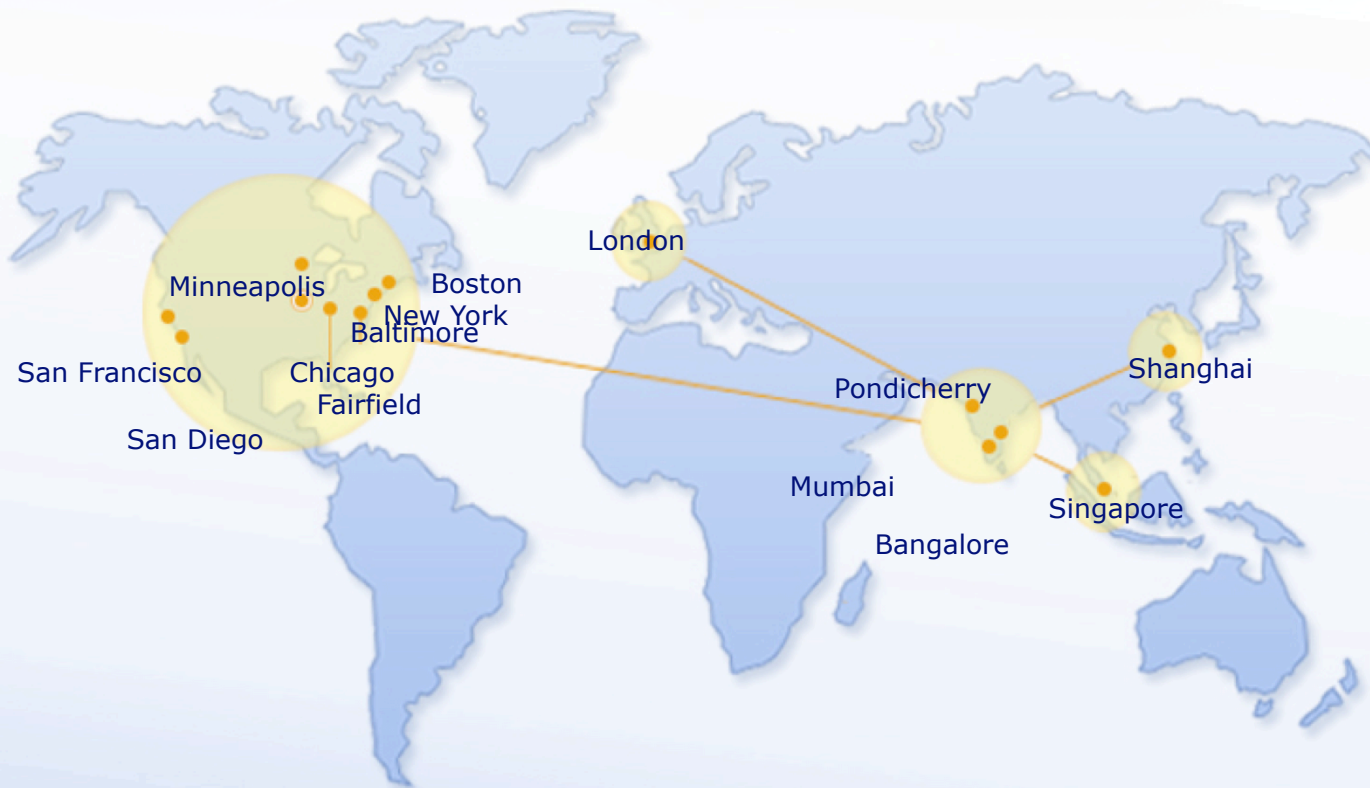 London
Minneapolis
Boston
New York
Baltimore
San Francisco
Chicago
Fairfield
San Diego
Pondicherry
Shanghai
Mumbai
Singapore
Bangalore